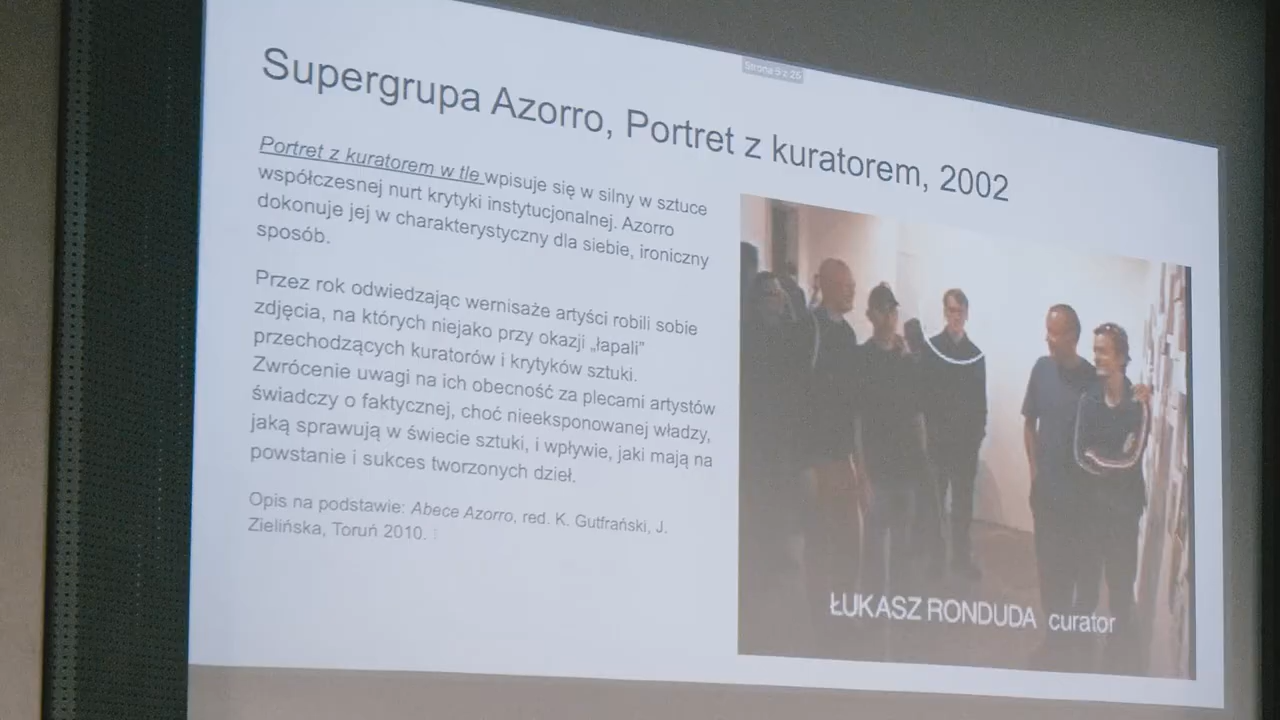 Strona 5 z 25
Supergrupa Azorro, Portret z kuratorem, 2002
Portret z kuratorem w tle wpisuje się w silny w sztuce
współczesnej nurt krytyki instytucjonalnej. Azorro
dokonuje jej w charakterystyczny dla siebie, ironiczny
sposób.
Przez rok odwiedzając wernisaże artyści robili sobie
zdjęcia, na których niejako przy okazji „łapali”
przechodzących kuratorów i krytyków sztuki.
Zwrócenie uwagi na ich obecność za plecami artystów
świadczy o faktycznej, choć nieeksponowanej władzy,
jaką sprawują w świecie sztuki, i wpływie, jaki mają na
powstanie i sukces tworzonych dzieł.
Opis na podstawie: Abece Azorro, red. K. Gutfrański, J.
Zielińska, Toruń 2010.
ŁUKASZ RONDUDA curator